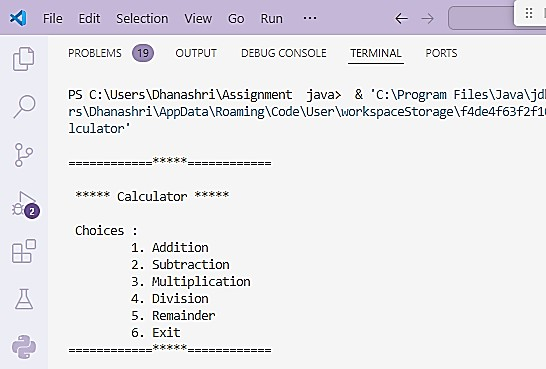 File Edit Selection View Go Run ···
PROBLEMS 19 OUTPUT DEBUG CONSOLE TERMINAL PORTS
PS C:\Users\Dhanashri\Assignment  java>  & 'C:\Program Files\Java\jd
rs\Dhanashri\AppData\Roaming\Code\User\workspaceStorage\f4de4f63f2f1
lculator'
============*****============
***** Calculator *****
Choices :
1. Addition
2. Subtraction
3. Multiplication
4. Division
5. Remainder
6. Exit
============*****============
2